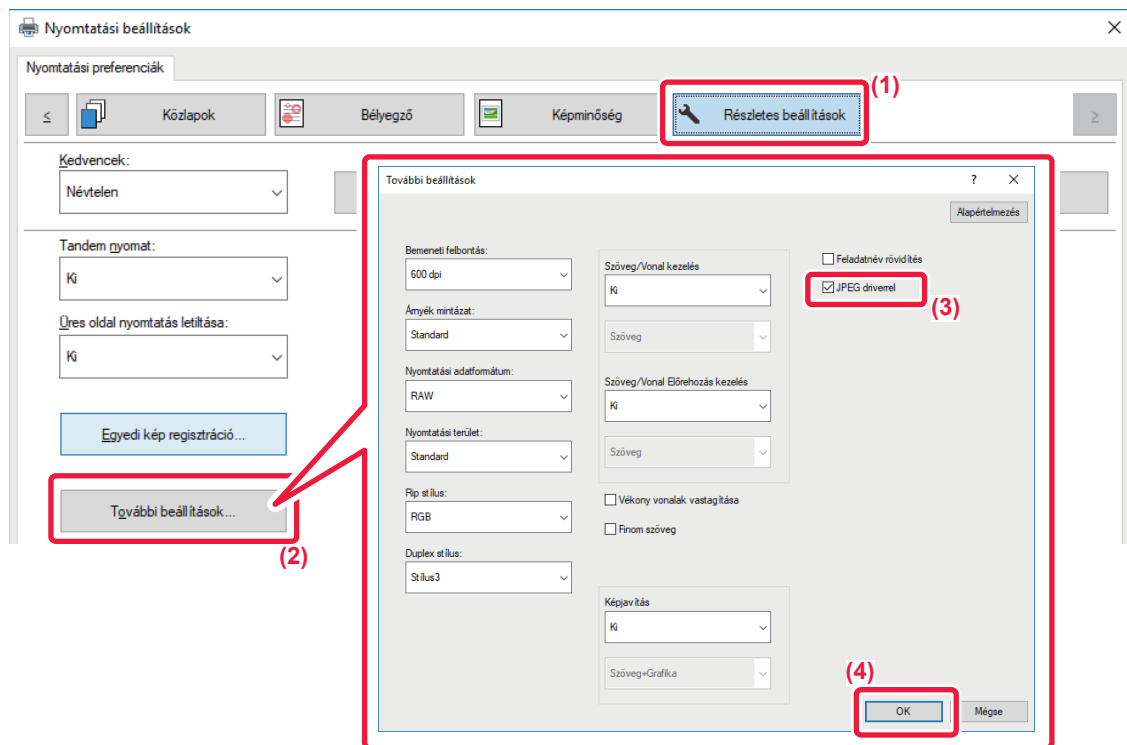 Nyomtatási beállítások
Nyomtatási preferenciák
(1)
<
Közlapok
Bélyegző
Képminőség
Részletes beállítások
>
Kedvencek:
Névtelen
Tandem nyomat:
Ki
Üres oldal nyomtatás letiltása:
Ki
Egyedi kép regisztráció...
További beállítások...
(2)
További beállítások
?
Alapértelmezés
Bemeneti felbontás:
600 dpi
Árnyék mintázat:
Standard
Nyomtatási adatformátum:
RAW
Nyomtatási terület:
Standard
Rip stílus:
RGB
Duplex stílus:
Stílus3
Szöveg/Vonal kezelés
Ki
Szöveg
Szöveg/Vonal Előrehozás kezelés
Ki
Szöveg
Vékony vonalak vastagítása
Finom szöveg
Képjavítás
Ki
Szöveg+Grafika
Feladatnév rövidítés
JPEG driverrel
(3)
(4)
OK
Mégse